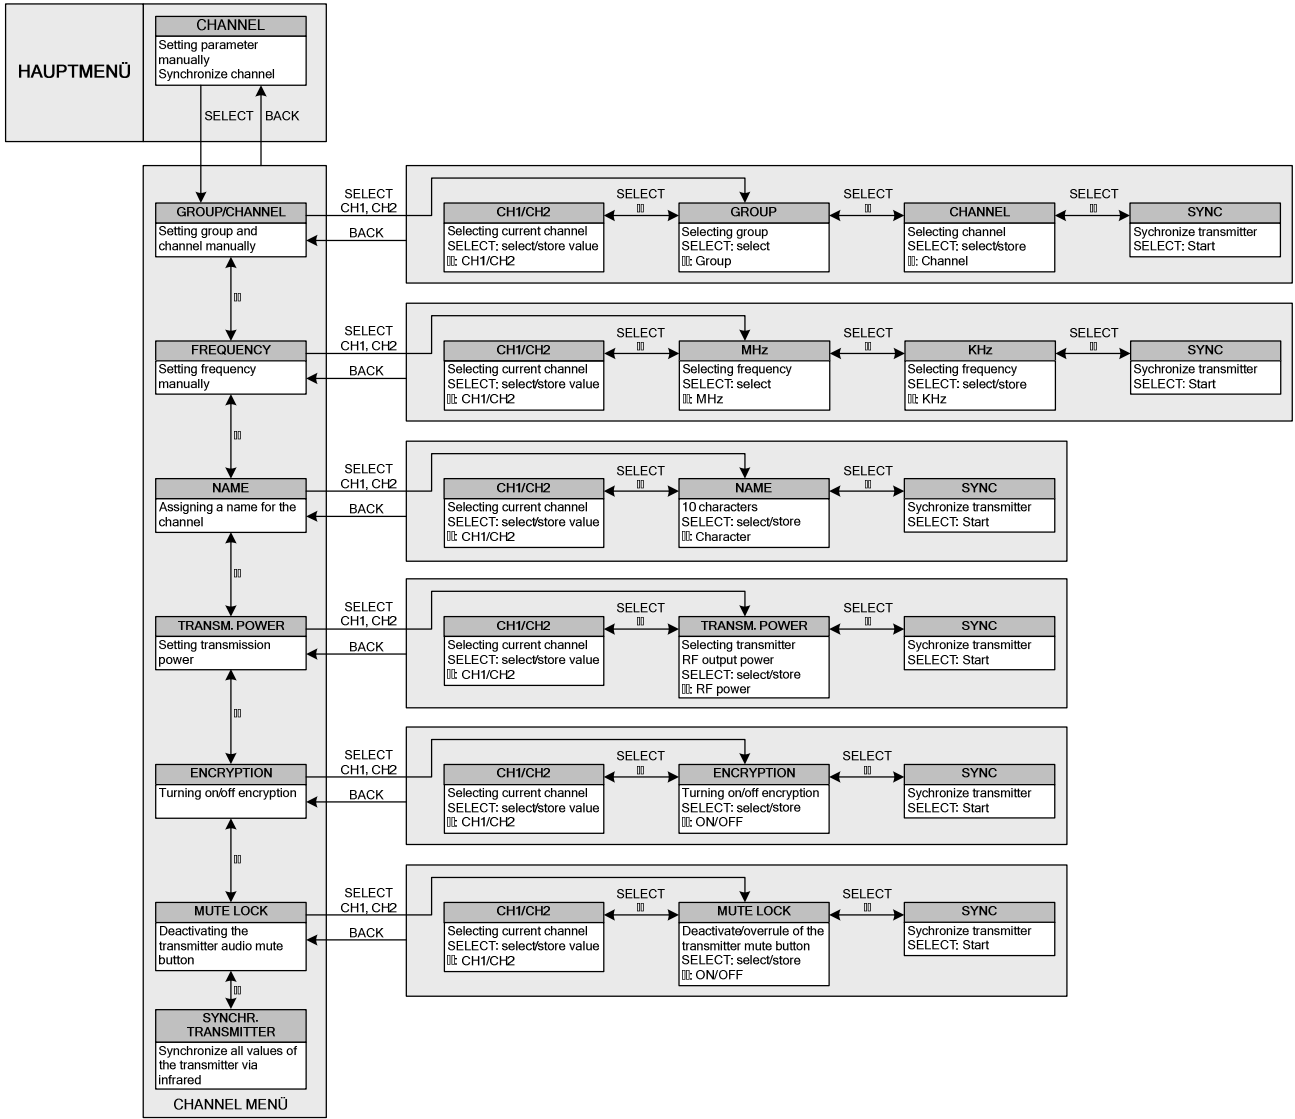 HAUPTMENÜ
CHANNEL
Setting parameter
manually
Synchronize channel
SELECT
BACK
GROUP/CHANNEL
Setting group and
channel manually
SELECT
CH1, CH2
BACK
CH1/CH2
Selecting current channel
SELECT: select/store value
▯▯: CH1/CH2
SELECT
▯▯
GROUP
Selecting group
SELECT: select
▯▯: Group
SELECT
▯▯
CHANNEL
Selecting channel
SELECT: select/store
▯▯: Channel
SELECT
▯▯
SYNC
Sychronize transmitter
SELECT: Start
▯▯
FREQUENCY
Setting frequency
manually
SELECT
CH1, CH2
BACK
CH1/CH2
Selecting current channel
SELECT: select/store value
▯▯: CH1/CH2
SELECT
▯▯
MHz
Selecting frequency
SELECT: select
▯▯: MHz
SELECT
▯▯
KHz
Selecting frequency
SELECT: select/store
▯▯: KHz
SELECT
▯▯
SYNC
Sychronize transmitter
SELECT: Start
▯▯
NAME
Assigning a name for the
channel
SELECT
CH1, CH2
BACK
CH1/CH2
Selecting current channel
SELECT: select/store value
▯▯: CH1/CH2
SELECT
▯▯
NAME
10 characters
SELECT: select/store
▯▯: Character
SELECT
▯▯
SYNC
Sychronize transmitter
SELECT: Start
▯▯
TRANSM. POWER
Setting transmission
power
SELECT
CH1, CH2
BACK
CH1/CH2
Selecting current channel
SELECT: select/store value
▯▯: CH1/CH2
SELECT
▯▯
TRANSM. POWER
Selecting transmitter
RF output power
SELECT: select/store
▯▯: RF power
SELECT
▯▯
SYNC
Sychronize transmitter
SELECT: Start
▯▯
ENCRYPTION
Turning on/off encryption
SELECT
CH1, CH2
BACK
CH1/CH2
Selecting current channel
SELECT: select/store value
▯▯: CH1/CH2
SELECT
▯▯
ENCRYPTION
Turning on/off encryption
SELECT: select/store
▯▯: ON/OFF
SELECT
▯▯
SYNC
Sychronize transmitter
SELECT: Start
▯▯
MUTE LOCK
Deactivating the
transmitter audio mute
button
SELECT
CH1, CH2
BACK
CH1/CH2
Selecting current channel
SELECT: select/store value
▯▯: CH1/CH2
SELECT
▯▯
MUTE LOCK
Deactivate/overrule of the
transmitter mute button
SELECT: select/store
▯▯: ON/OFF
SELECT
▯▯
SYNC
Sychronize transmitter
SELECT: Start
▯▯
SYNCHR.
TRANSMITTER
Synchronize all values of
the transmitter via
infrared
CHANNEL MENÜ